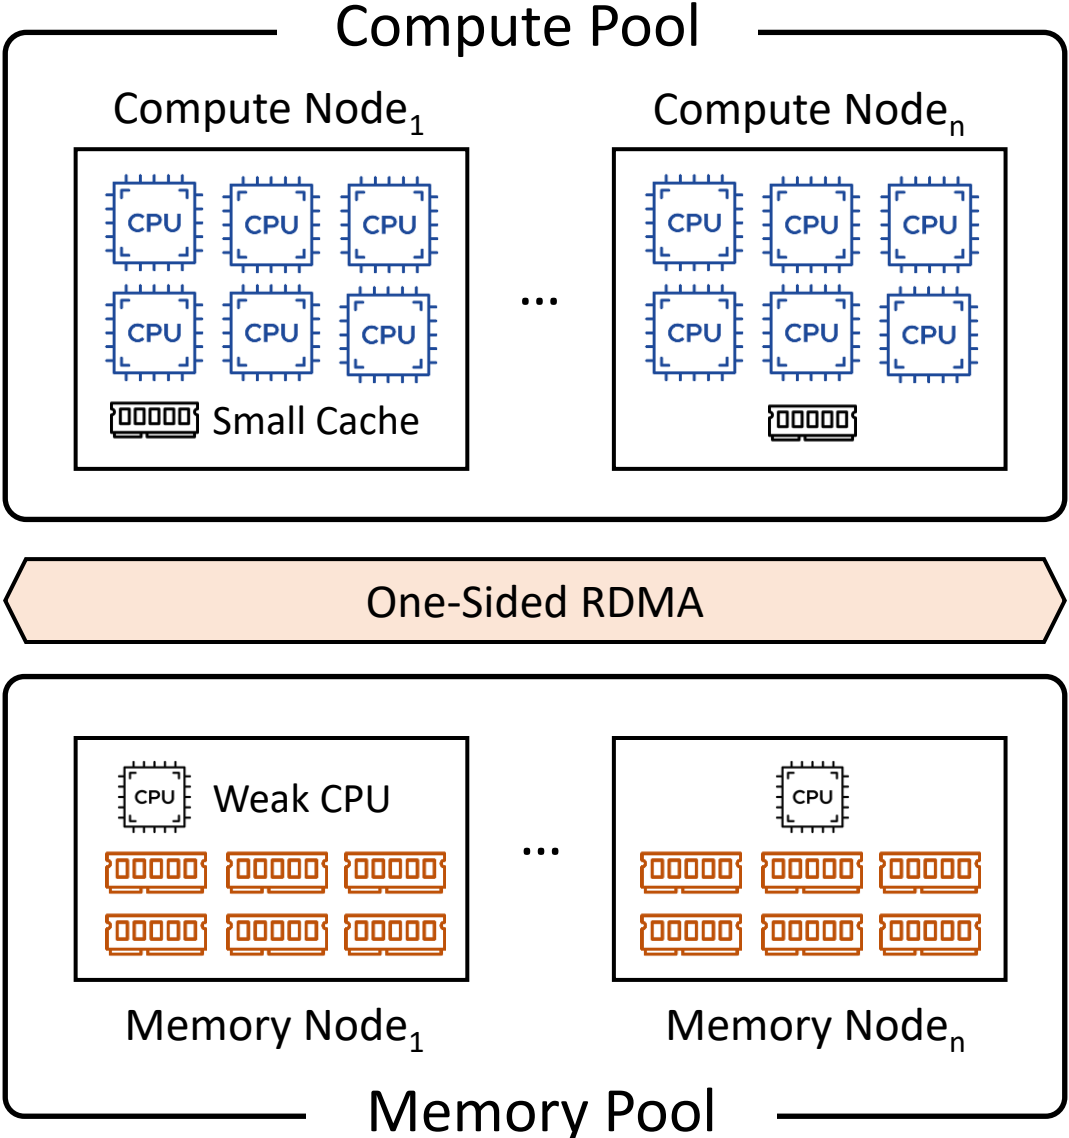 Compute Pool
Compute Node₁
Compute Nodeₙ
CPU CPU CPU
CPU CPU CPU
...
CPU CPU CPU
CPU CPU CPU
Small Cache
One-Sided RDMA
CPU
Weak CPU
...
CPU
Memory Node₁
Memory Nodeₙ
Memory Pool